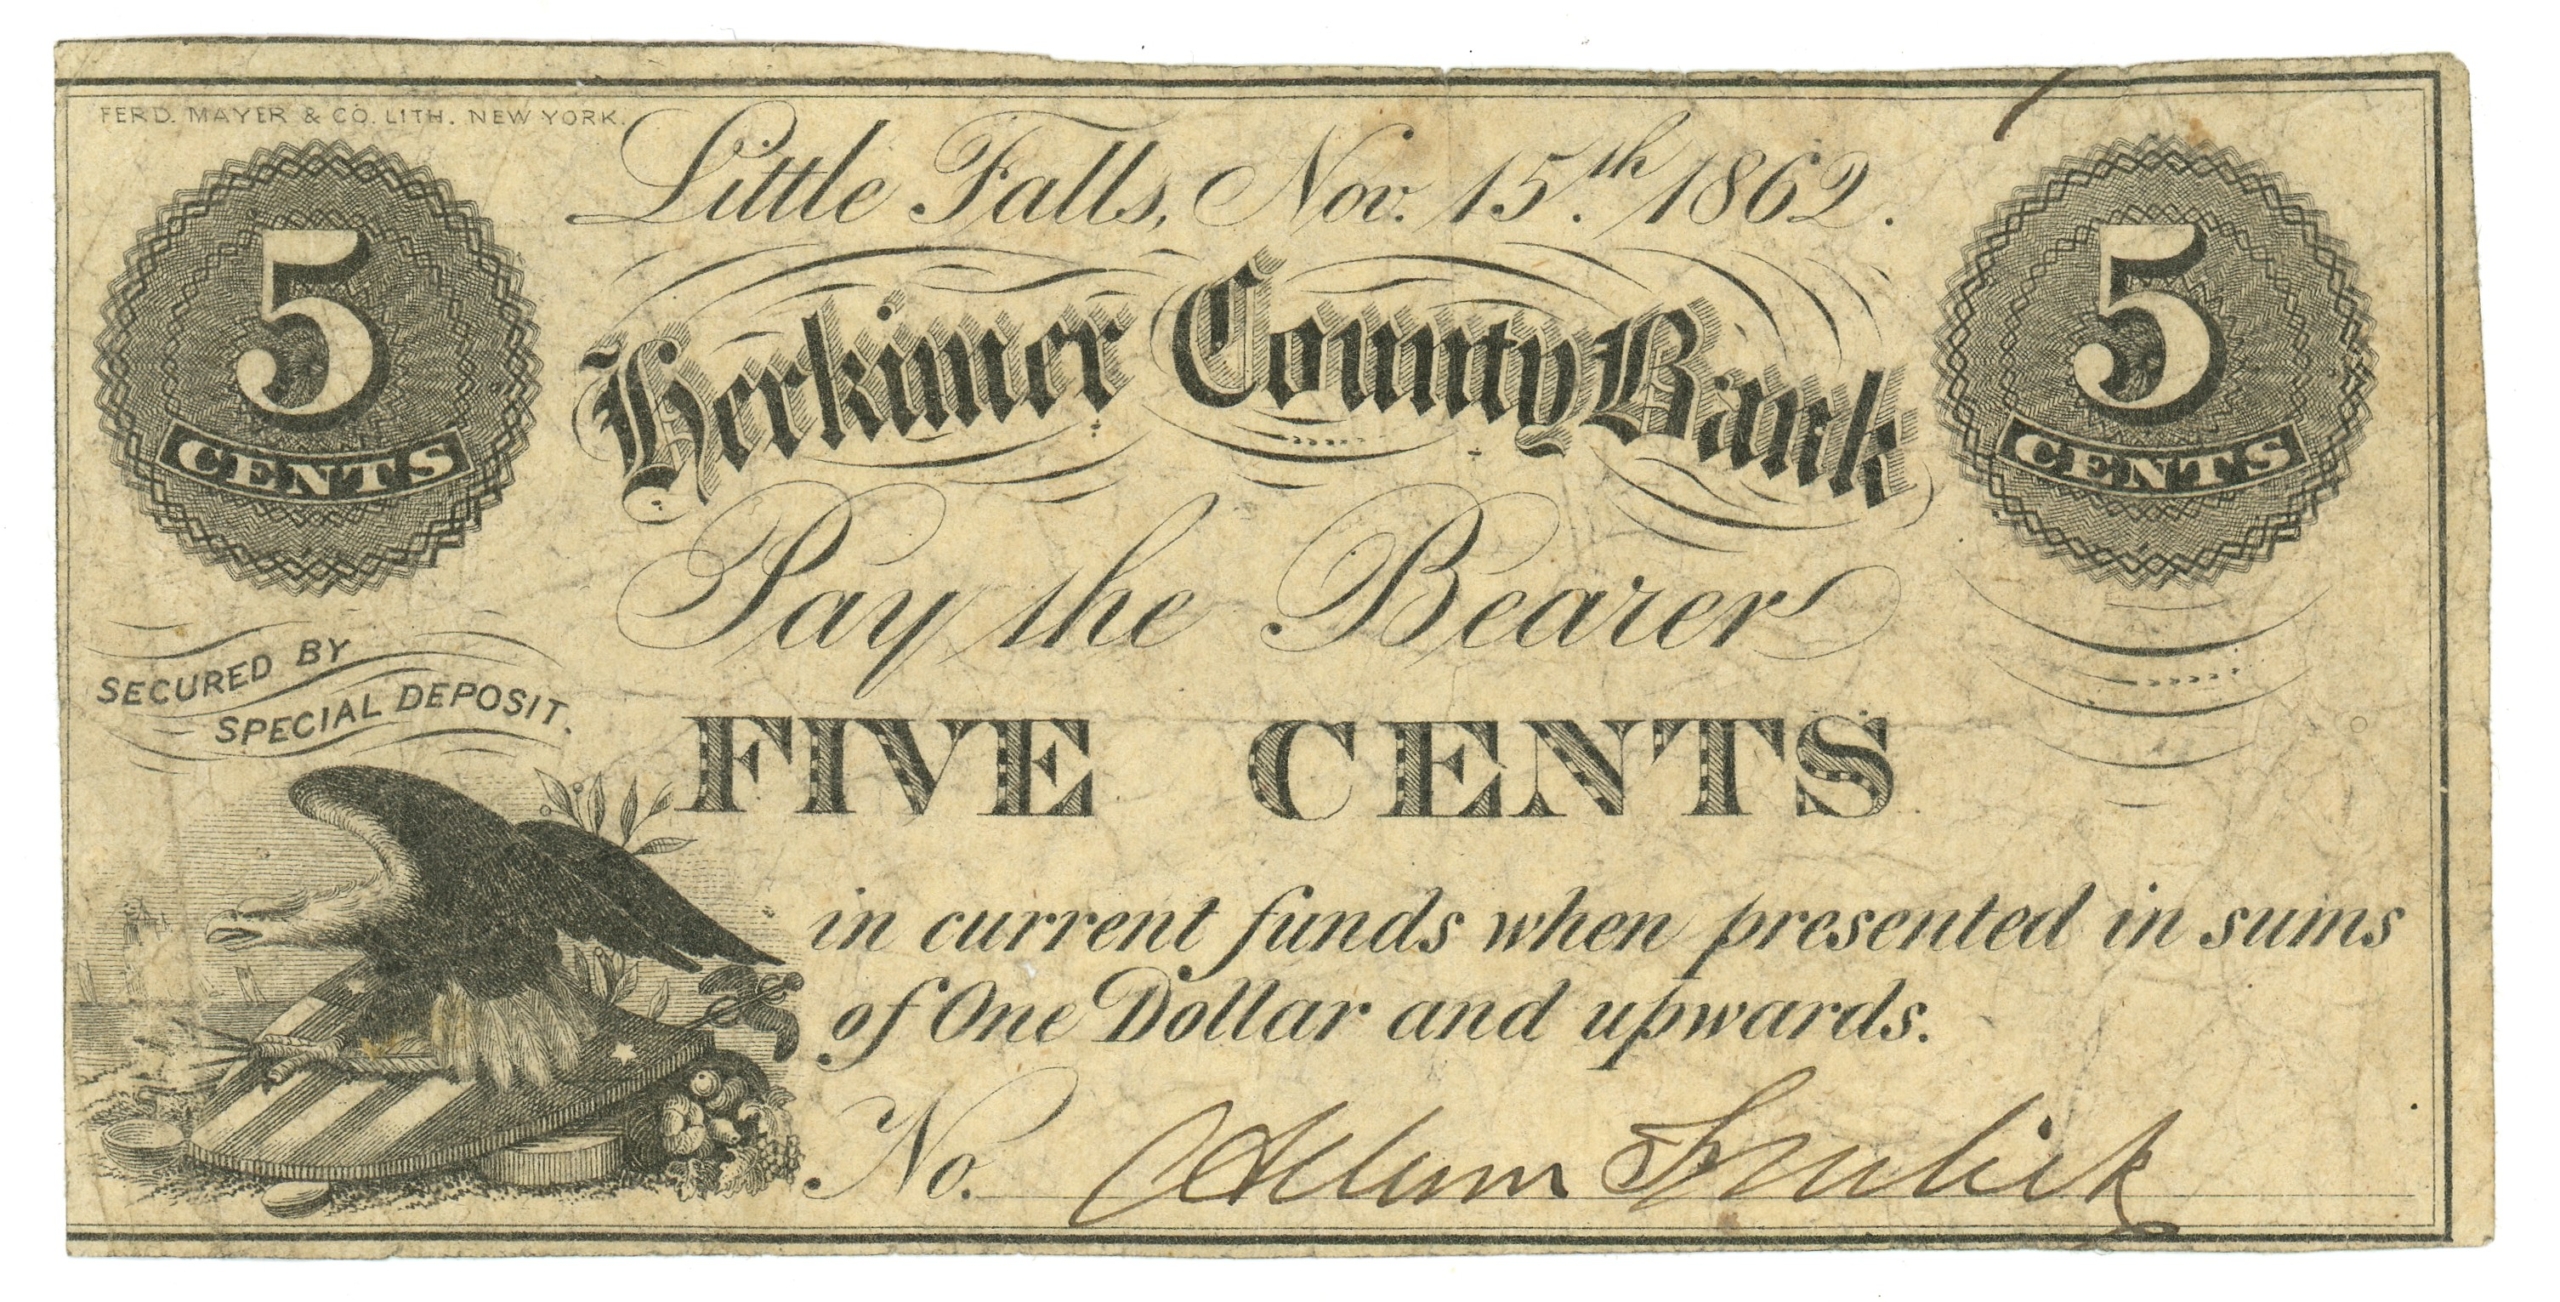 FERD. MAYER & CO. LITH. NEW YORK.
Little Falls, Nov. 15th. 1862.
5
CENTS
5
CENTS
Herkimer County Bank
Pay the Bearer
SECURED BY
SPECIAL DEPOSIT.
FIVE CENTS
in current funds when presented in sums
of One Dollar and upwards.
No.